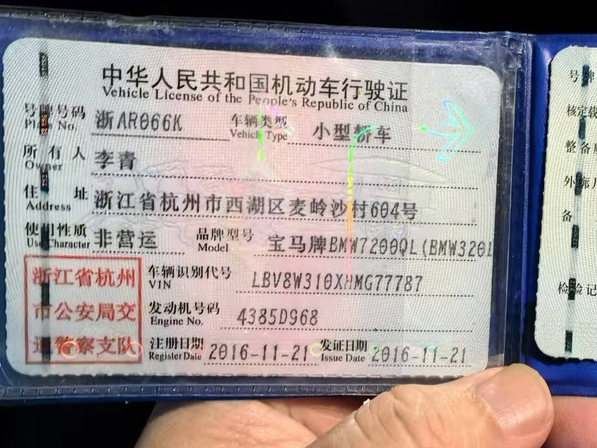 中华人民共和国机动车行驶证
Vehicle License of the People's Republic of China
号牌号码 浙AR066K 车辆类型 小型轿车
Plate No. Vehicle Type
所有人 李青
Owner
住址 浙江省杭州市西湖区麦岭沙村604号
Address
使用性质 非营运 品牌型号 宝马牌BMW7200QL(BMW320L
Use Character Model
浙江省杭州
市公安局交
通警察支队
车辆识别代号 LBV8W310XHMG77787
VIN
发动机号码 4385D968
Engine No.
注册日期 2016-11-21 发证日期 2016-11-21
Register Date Issue Date
号牌
核定载
整备质
外廓尺
备
检验记